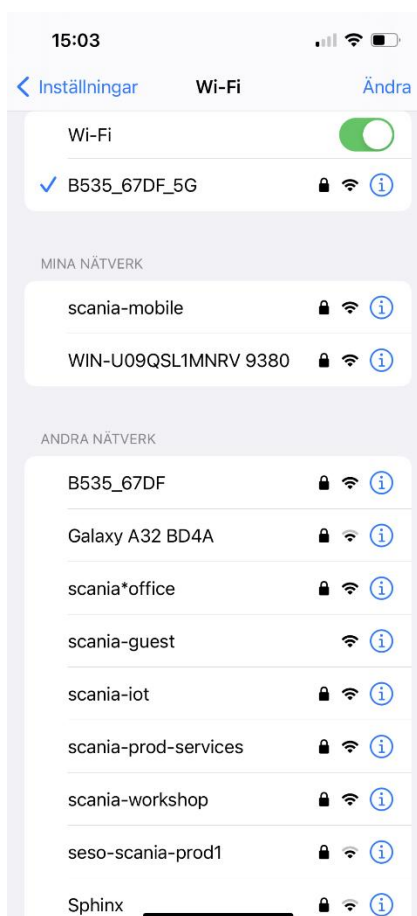 15:03
Inställningar Wi-Fi Ändra
Wi-Fi
B535_67DF_5G
MINA NÄTVERK
scania-mobile
WIN-U09QSL1MNRV 9380
ANDRA NÄTVERK
B535_67DF
Galaxy A32 BD4A
scania*office
scania-guest
scania-iot
scania-prod-services
scania-workshop
seso-scania-prod1
Sphinx